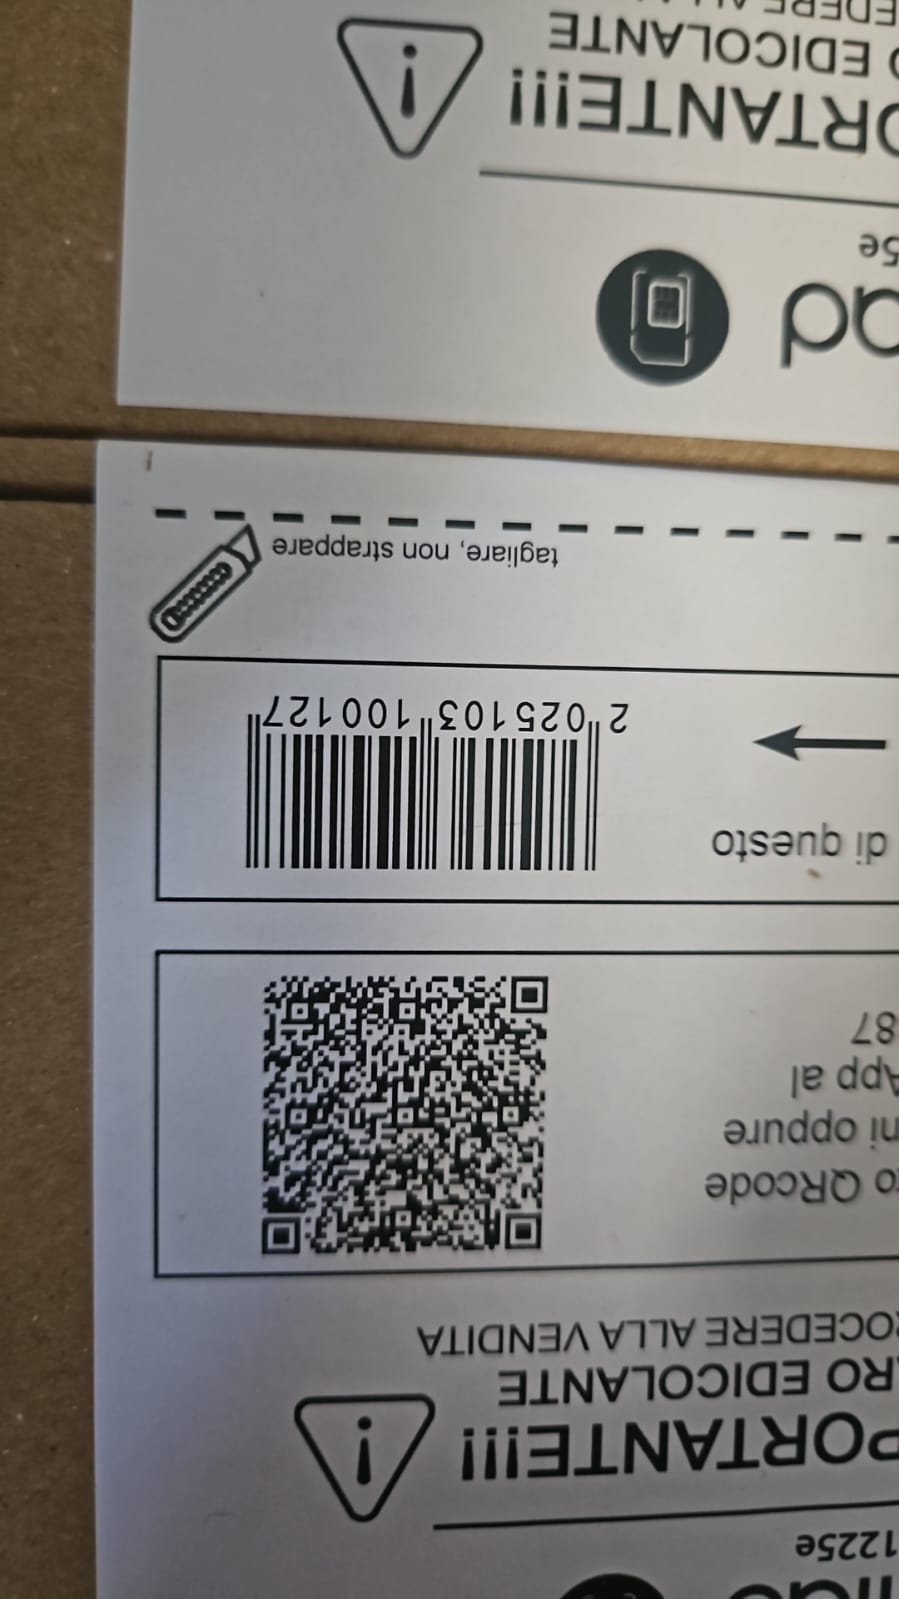 1225e
PORTANTE!!!
RO EDICOLANTE
OCEDERE ALLA VENDITA
o QRcode
ni oppure
App al
87
di questo
2 025103 100127
tagliare, non strappare
ad
5e
ORTANTE!!!
O EDICOLANTE